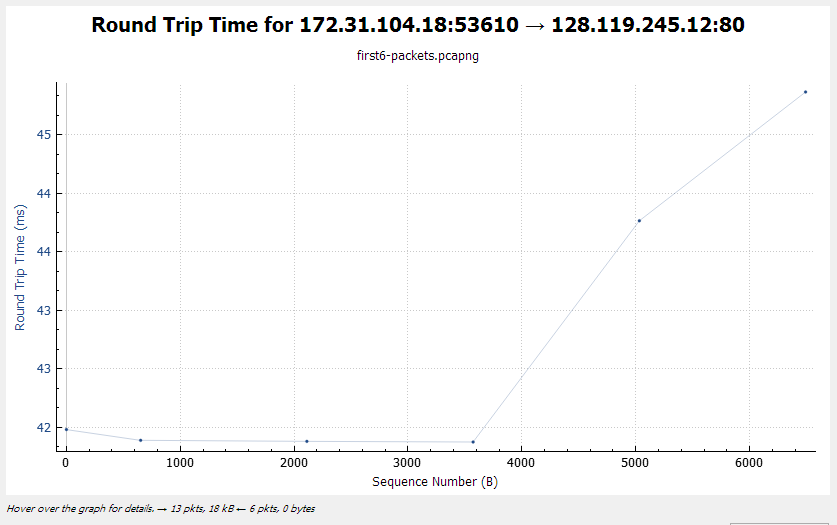 Round Trip Time for 172.31.104.18:53610 → 128.119.245.12:80
first6-packets.pcapng
45
44
44
43
43
42
Round Trip Time (ms)
0 1000 2000 3000 4000 5000 6000
Sequence Number (B)
Hover over the graph for details. → 13 pkts, 18 kB ← 6 pkts, 0 bytes